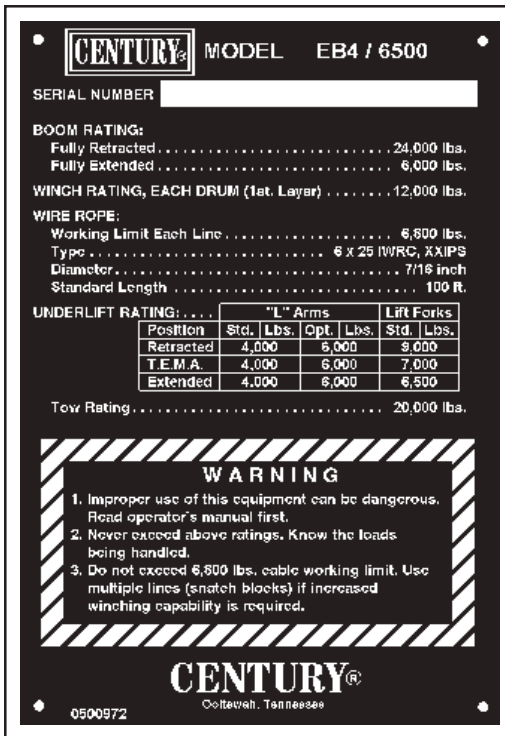 CENTURY® MODEL EB4 / 6500
SERIAL NUMBER
BOOM RATING:
Fully Retracted . . . . . . . . . . . . . . . . . . . . . . . . 24,000 lbs.
Fully Extended . . . . . . . . . . . . . . . . . . . . . . . . 6,000 lbs.
WINCH RATING, EACH DRUM (1st. Layer) . . . . . . . . 12,000 lbs.
WIRE ROPE:
Working Limit Each Line . . . . . . . . . . . . . . . . . 6,800 lbs.
Type . . . . . . . . . . . . . . . . . . . . . . . . 6 x 25 IWRC, XXIPS
Diameter . . . . . . . . . . . . . . . . . . . . . . . . . . . . 7/16 inch
Standard Length . . . . . . . . . . . . . . . . . . . . . . . . 100 ft.
UNDERLIFT RATING: . . . . "L" Arms Lift Forks
Position Std. Lbs. Opt. Lbs. Std. Lbs.
Retracted 4,000 6,000 9,000
T.E.M.A. 4,000 6,000 7,000
Extended 4,000 6,000 6,500
Tow Rating . . . . . . . . . . . . . . . . . . . . . . . . . . . 20,000 lbs.
WARNING
1. Improper use of this equipment can be dangerous.
Read operator's manual first.
2. Never exceed above ratings. Know the loads
being handled.
3. Do not exceed 6,800 lbs. cable working limit. Use
multiple lines (snatch blocks) if increased
winching capability is required.
CENTURY®
Ooltewah, Tennessee
0500972